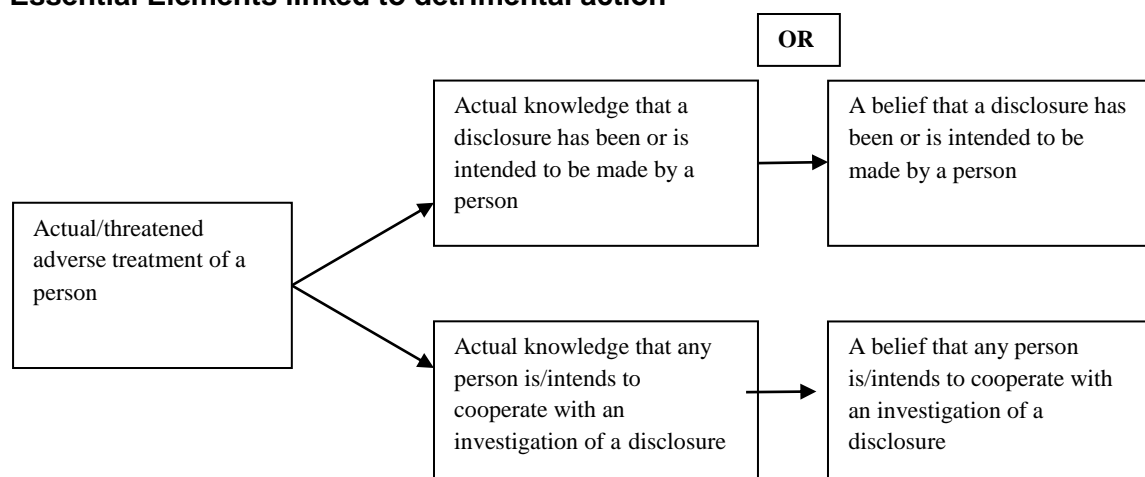 Essential Elements linked to detrimental action
OR
Actual knowledge that a
disclosure has been or is
intended to be made by a
person
A belief that a disclosure has
been or is intended to be
made by a person
Actual/threatened
adverse treatment of a
person
Actual knowledge that any
person is/intends to
cooperate with an
investigation of a disclosure
A belief that any person
is/intends to cooperate with
an investigation of a
disclosure